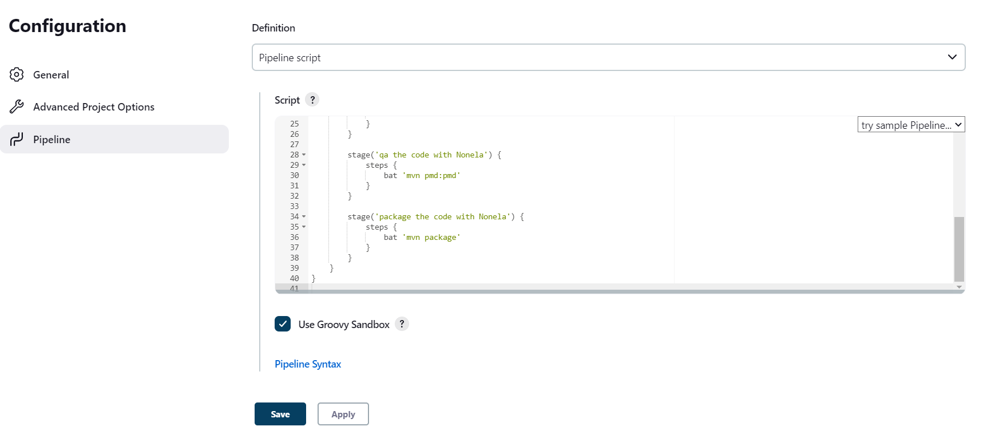 Configuration
General
Advanced Project Options
Pipeline
Definition
Pipeline script
Script ?
try sample Pipeline...
25 }
26 }
27
28 stage('qa the code with Nonela') {
29 steps {
30 bat 'mvn pmd:pmd'
31 }
32 }
33
34 stage('package the code with Nonela') {
35 steps {
36 bat 'mvn package'
37 }
38 }
39 }
40 }
41
Use Groovy Sandbox ?
Pipeline Syntax
Save
Apply